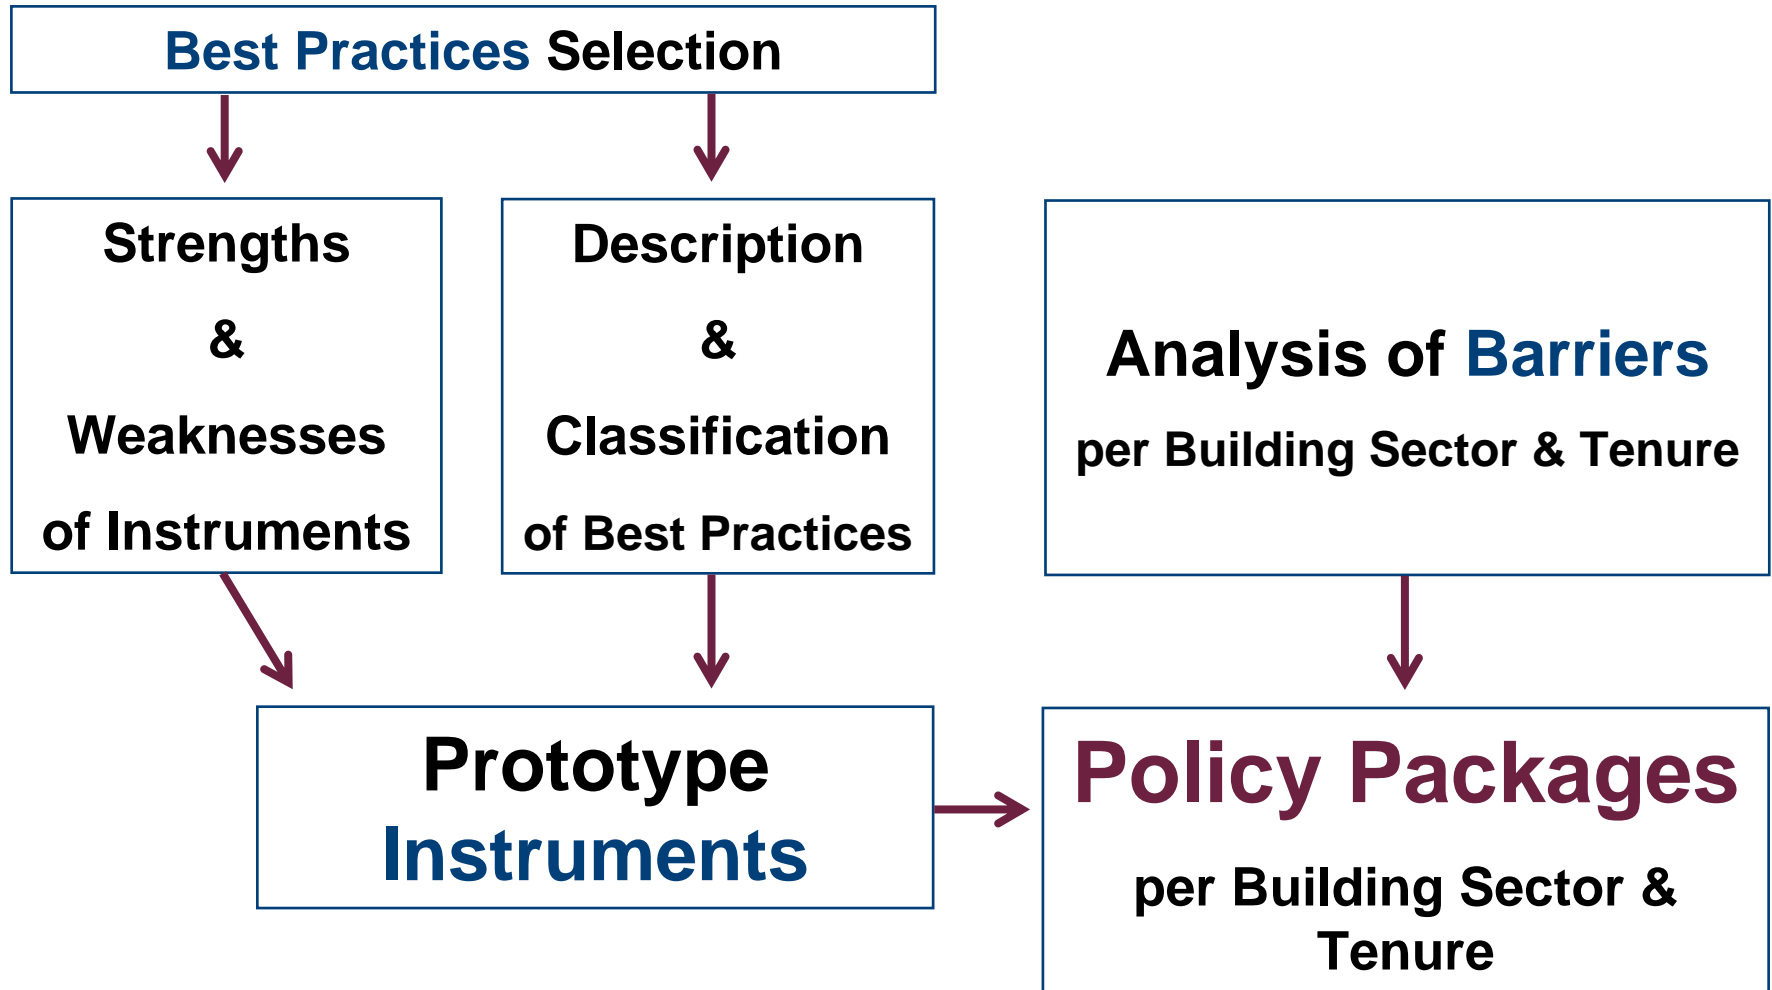 Best Practices Selection
Strengths
&
Weaknesses
of Instruments
Description
&
Classification
of Best Practices
Analysis of Barriers
per Building Sector & Tenure
Prototype
Instruments
Policy Packages
per Building Sector &
Tenure